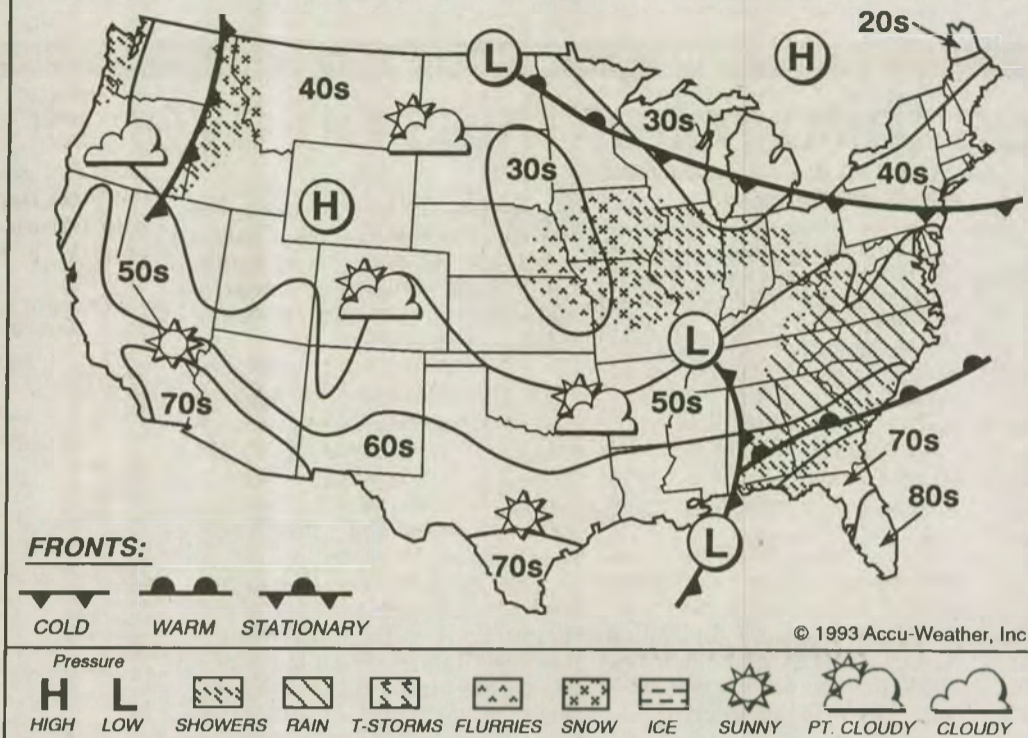 20s
H
L
40s
30s
30s
40s
H
50s
L
70s
50s
60s
70s
80s
L
70s
FRONTS:
COLD WARM STATIONARY
© 1993 Accu-Weather, Inc
Pressure
H L
HIGH LOW SHOWERS RAIN T-STORMS FLURRIES SNOW ICE SUNNY PT. CLOUDY CLOUDY